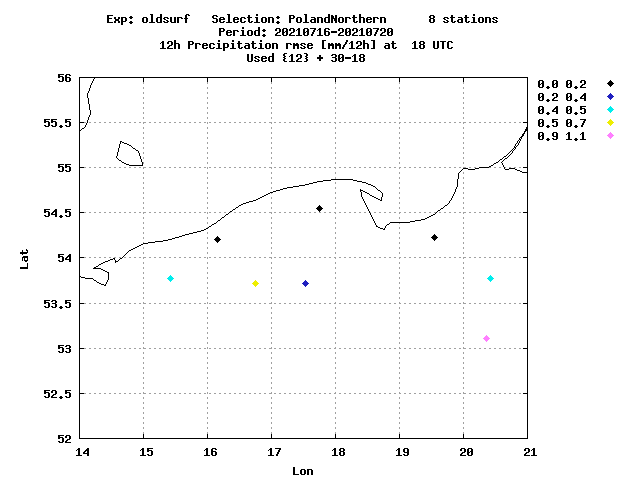 Exp: oldsurf   Selection: PolandNorthern      8 stations
Period: 20210716-20210720
12h Precipitation rmse [mm/12h] at  18 UTC
Used {12} + 30-18
56
55.5
55
54.5
54
53.5
53
52.5
52
14 15 16 17 18 19 20 21
Lat
Lon
0.0 0.2
0.2 0.4
0.4 0.5
0.5 0.7
0.9 1.1